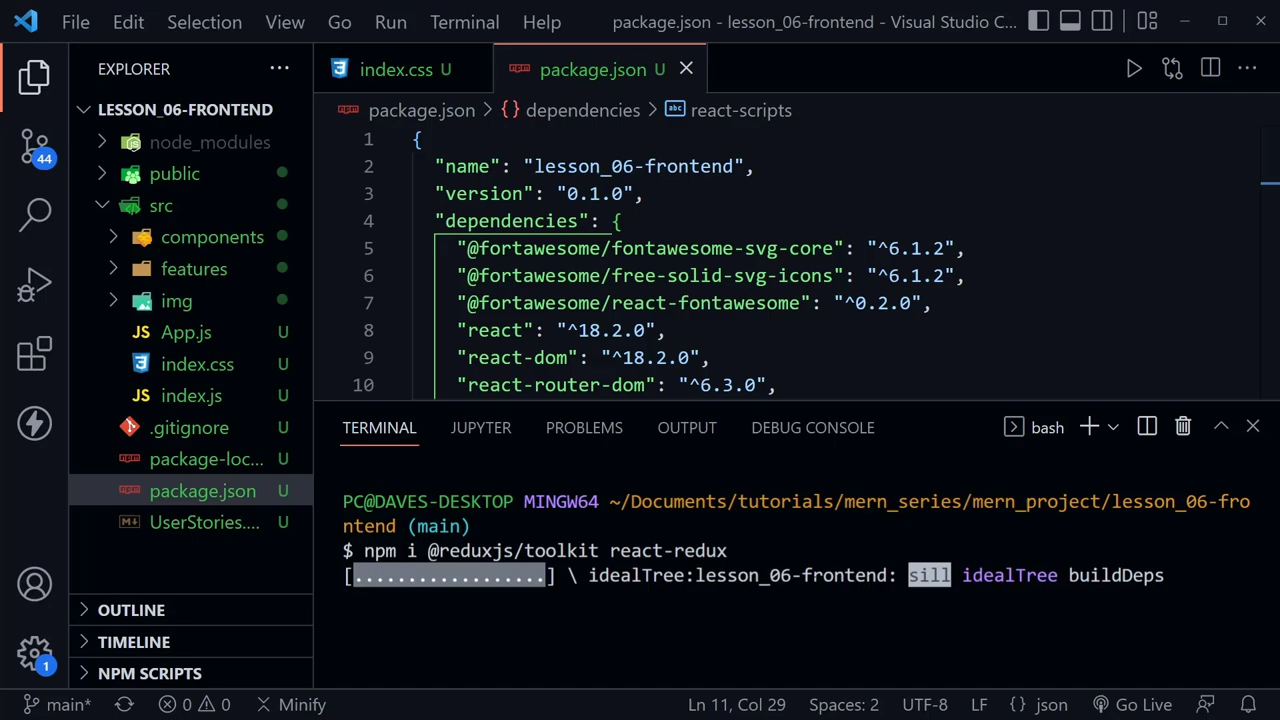 File Edit Selection View Go Run Terminal Help package.json - lesson_06-frontend - Visual Studio C...
EXPLORER
LESSON_06-FRONTEND
node_modules
public
src
components
features
img
JS App.js U
index.css U
JS index.js U
.gitignore U
package-loc... U
package.json U
UserStories.... U
OUTLINE
TIMELINE
NPM SCRIPTS
44
1
index.css U package.json U
package.json > {} dependencies > abc react-scripts
1 {
2 "name": "lesson_06-frontend",
3 "version": "0.1.0",
4 "dependencies": {
5 "@fortawesome/fontawesome-svg-core": "^6.1.2",
6 "@fortawesome/free-solid-svg-icons": "^6.1.2",
7 "@fortawesome/react-fontawesome": "^0.2.0",
8 "react": "^18.2.0",
9 "react-dom": "^18.2.0",
10 "react-router-dom": "^6.3.0",
TERMINAL JUPYTER PROBLEMS OUTPUT DEBUG CONSOLE bash
PC@DAVES-DESKTOP MINGW64 ~/Documents/tutorials/mern_series/mern_project/lesson_06-fro
ntend (main)
$ npm i @reduxjs/toolkit react-redux
[..................] \ idealTree:lesson_06-frontend: sill idealTree buildDeps
main* 0 0 Minify Ln 11, Col 29 Spaces: 2 UTF-8 LF {} json Go Live